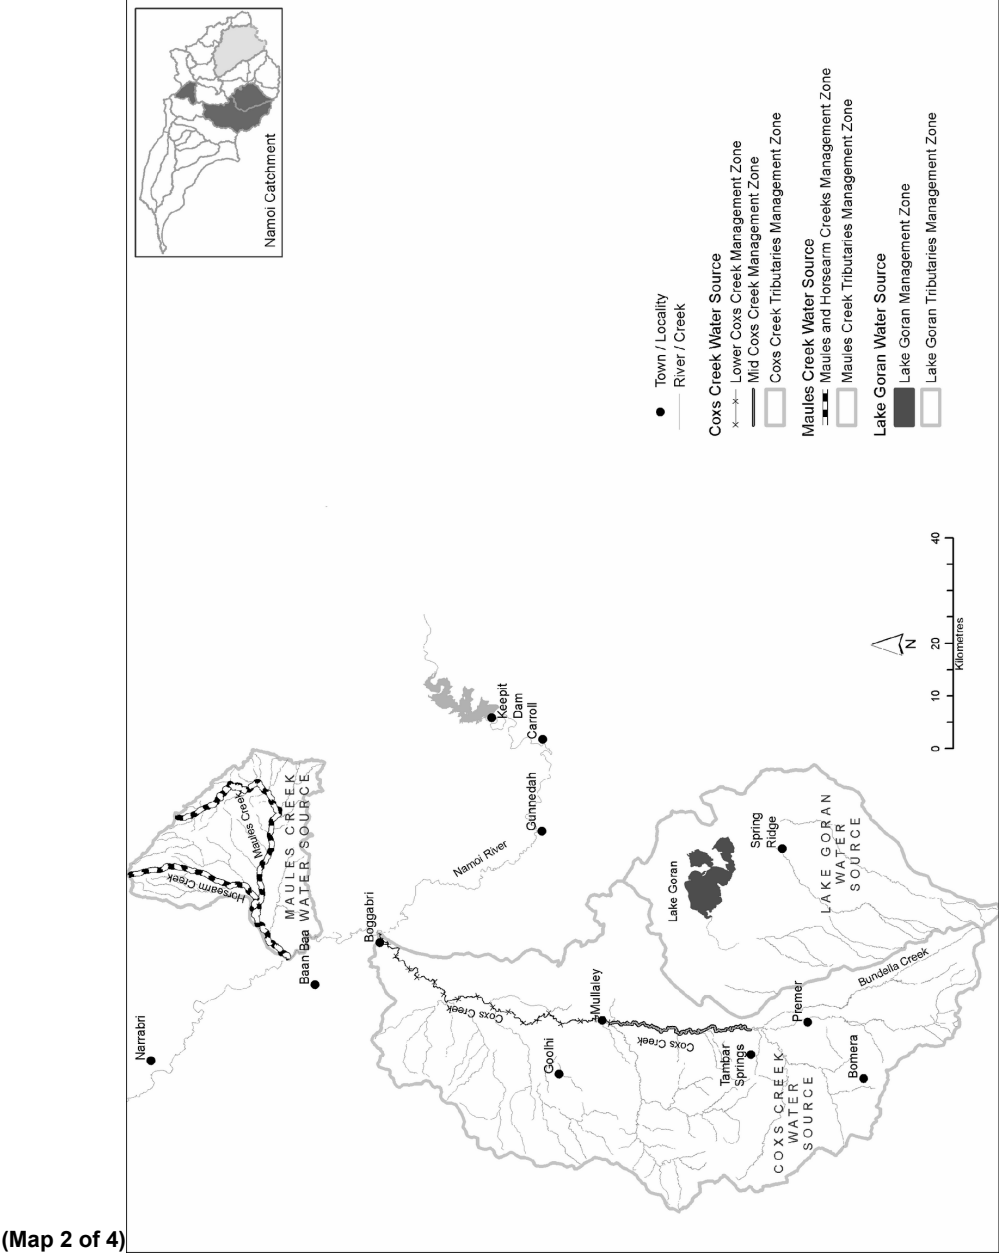 (Map 2 of 4)
Namoi Catchment
Town / Locality
River / Creek
Coxs Creek Water Source
Lower Coxs Creek Management Zone
Mid Coxs Creek Management Zone
Coxs Creek Tributaries Management Zone
Maules Creek Water Source
Maules and Horsearm Creeks Management Zone
Maules Creek Tributaries Management Zone
Lake Goran Water Source
Lake Goran Management Zone
Lake Goran Tributaries Management Zone
Narrabri
Horsearm Creek
Maules Creek
MAULES CREEK
WATER SOURCE
Baan Baa
Boggabri
Namoi River
Gunnedah
Carroll
Keepit
Dam
Coxs Creek
Goolhi
Mullaley
Coxs Creek
Tambar
Springs
COXS CREEK
WATER
SOURCE
Premer
Bomera
Bundella Creek
Lake Goran
Spring
Ridge
LAKE GORAN
WATER
SOURCE
N
0
10
20
40
Kilometres